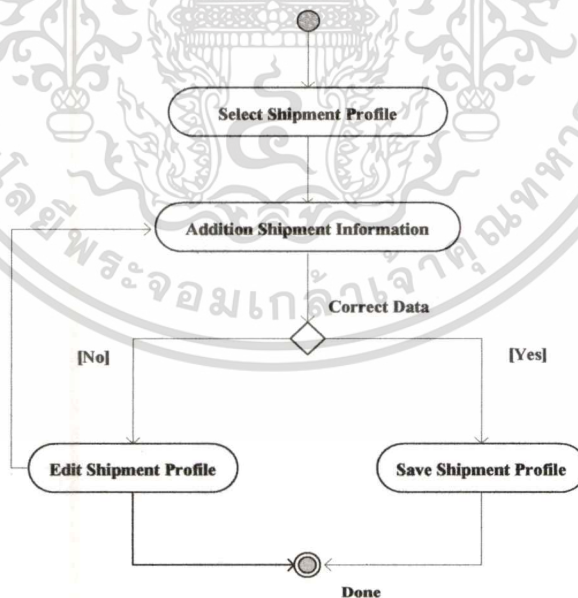 Select Shipment Profile
Addition Shipment Information
Correct Data
[No]
[Yes]
Edit Shipment Profile
Save Shipment Profile
Done